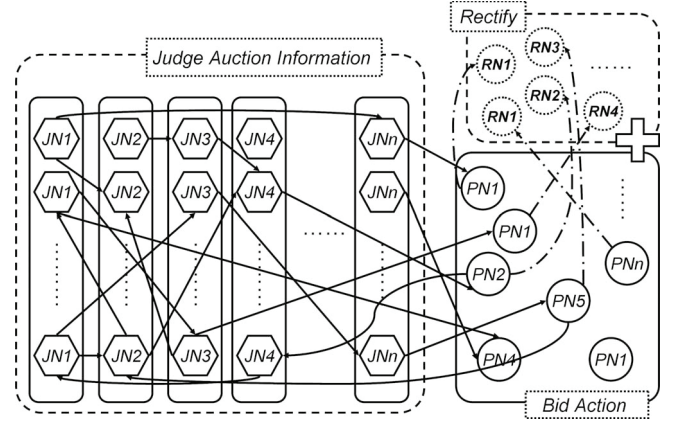 Rectify
Judge Auction Information
RN1
RN3
RN2
RN1
RN4
JN1 JN2 JN3 JN4 JNn
JN1 JN2 JN3 JN4 JNn
JN1 JN2 JN3 JN4 JNn
PN1
PN1
PN2
PNn
PN5
PN4
PN1
Bid Action